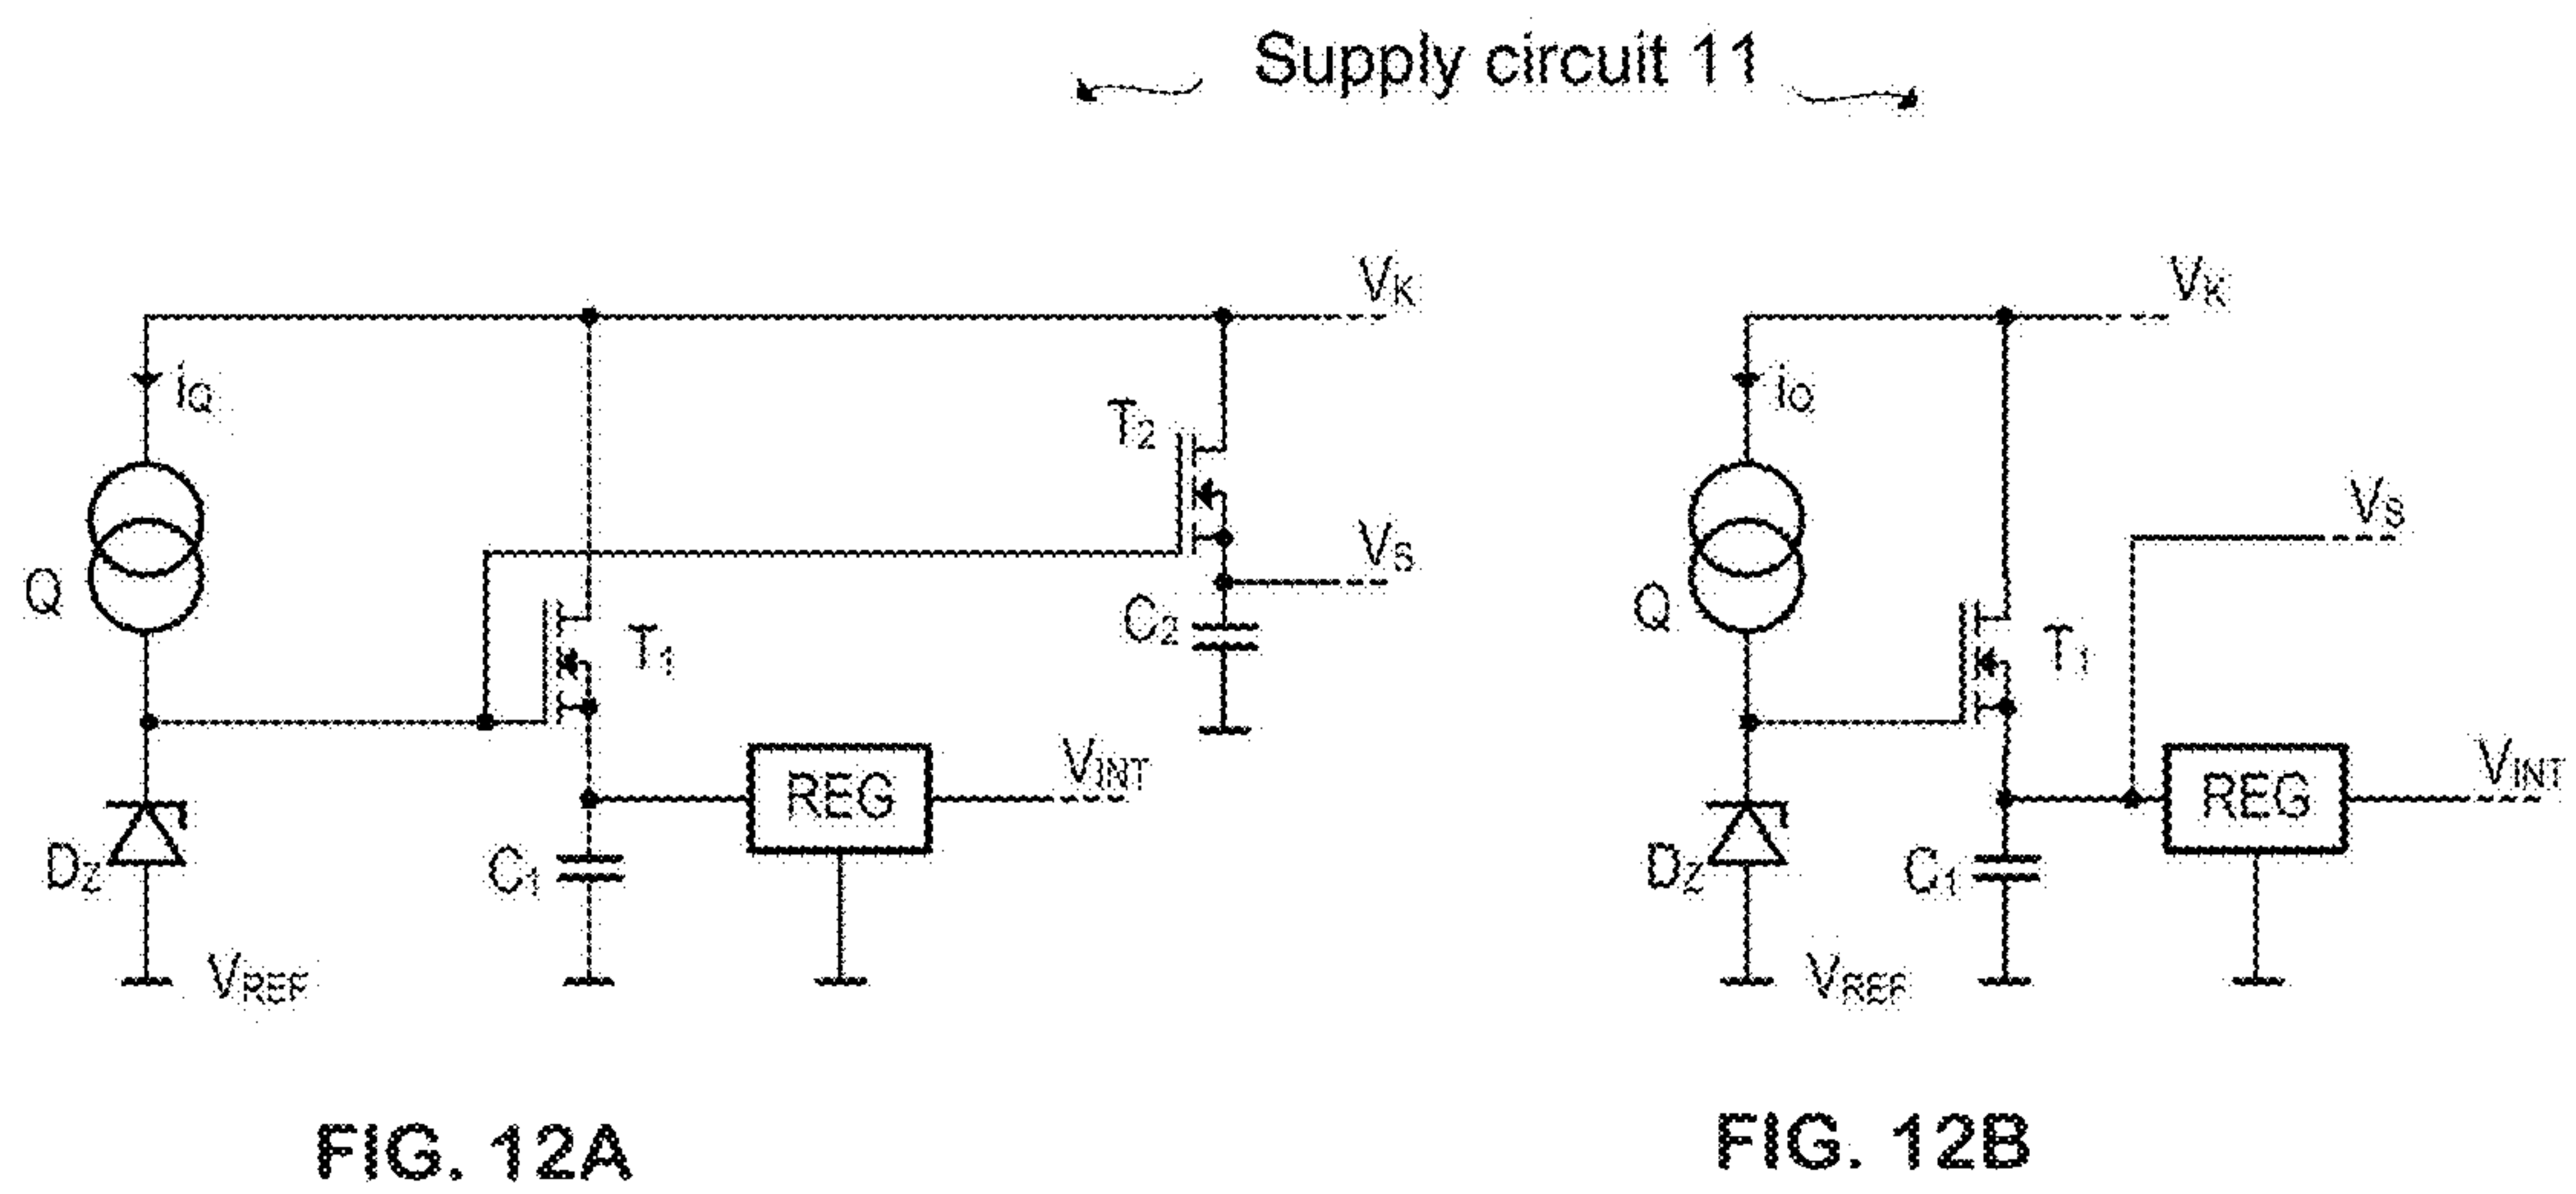 Supply circuit 11
VK
VK
iQ
iQ
T2
VS
VS
Q
Q
C2
T1
T1
VINT
VINT
REG
REG
DZ
C1
DZ
C1
VREF
VREF
FIG. 12A
FIG. 12B